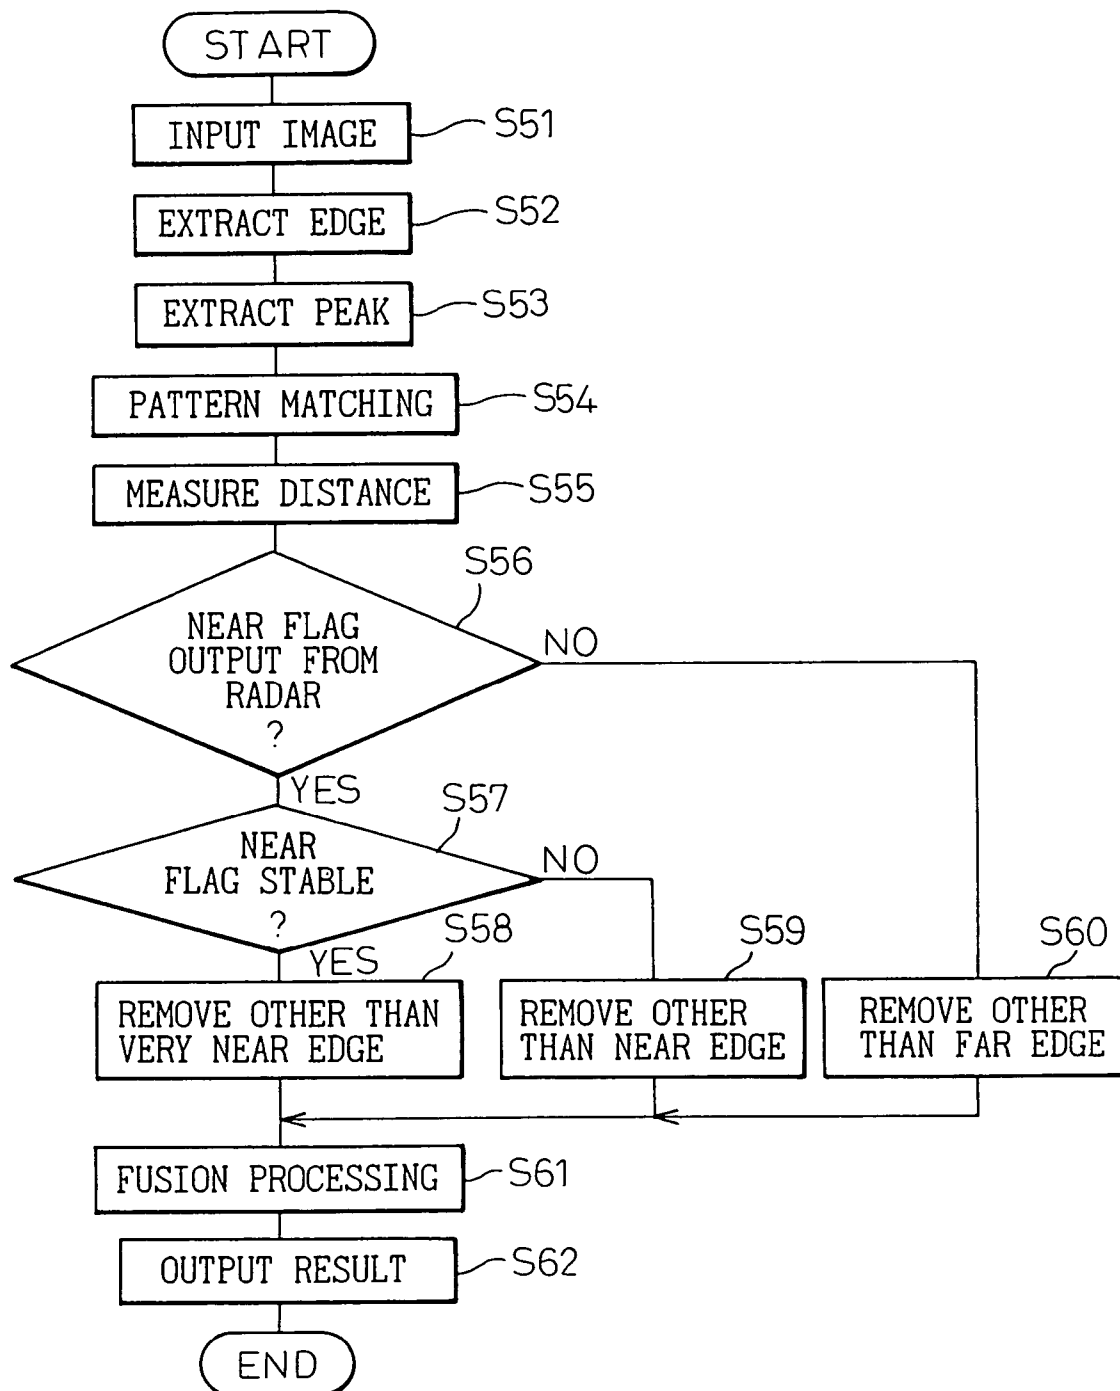 START
INPUT IMAGE
S51
EXTRACT EDGE
S52
EXTRACT PEAK
S53
PATTERN MATCHING
S54
MEASURE DISTANCE
S55
S56
NEAR FLAG
OUTPUT FROM
RADAR
?
NO
YES
S57
NEAR
FLAG STABLE
?
NO
YES
S58
REMOVE OTHER THAN
VERY NEAR EDGE
S59
REMOVE OTHER
THAN NEAR EDGE
S60
REMOVE OTHER
THAN FAR EDGE
FUSION PROCESSING
S61
OUTPUT RESULT
S62
END